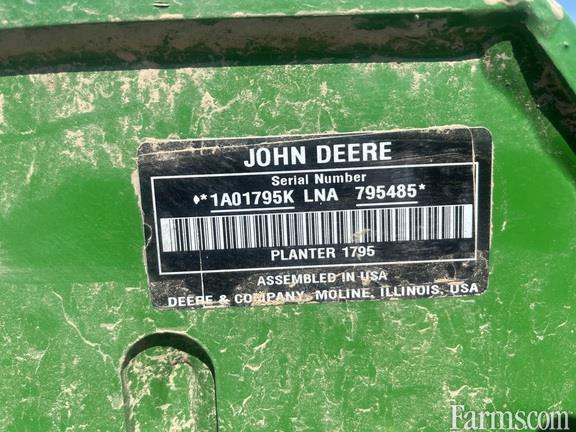 JOHN DEERE
Serial Number
♦*1A01795K LNA 795485*
PLANTER 1795
ASSEMBLED IN USA
DEERE & COMPANY, MOLINE, ILLINOIS, USA
Farms.com